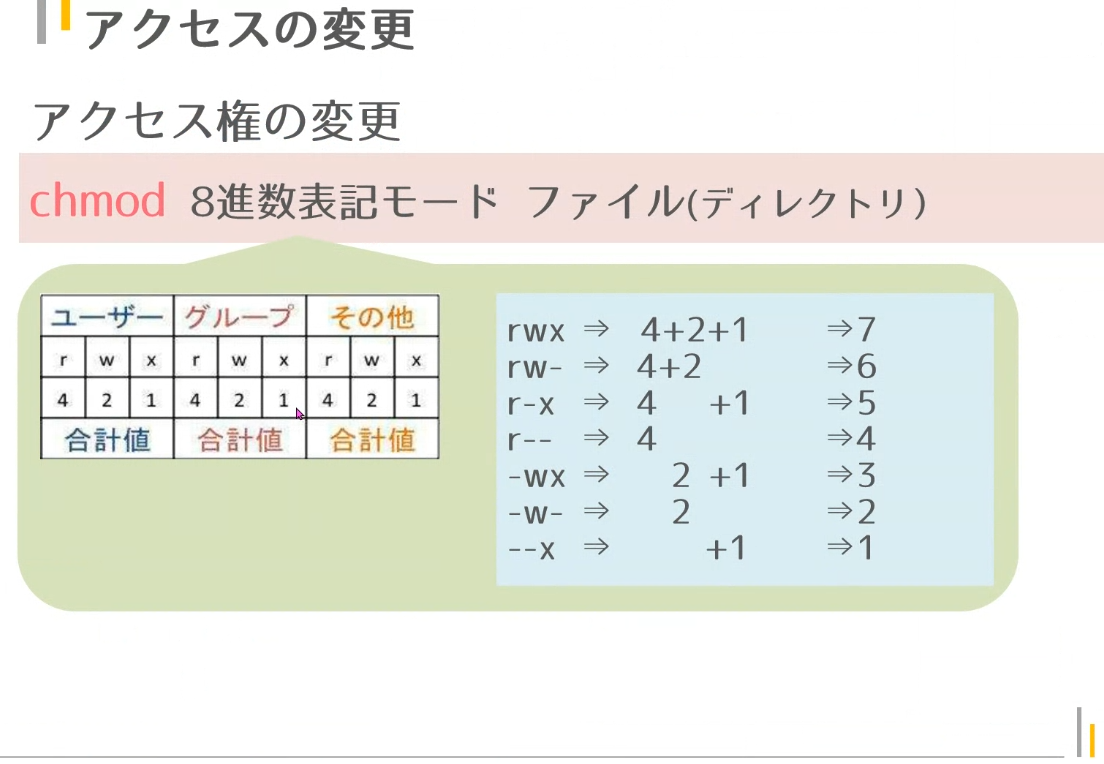 アクセスの変更
アクセス権の変更
chmod 8進数表記モード ファイル(ディレクトリ)
ユーザー グループ その他
r w x r w x r w x
4 2 1 4 2 1 4 2 1
合計値 合計値 合計値
rwx ⇒ 4+2+1 ⇒7
rw- ⇒ 4+2 ⇒6
r-x ⇒ 4 +1 ⇒5
r-- ⇒ 4 ⇒4
-wx ⇒ 2 +1 ⇒3
-w- ⇒ 2 ⇒2
--x ⇒ +1 ⇒1